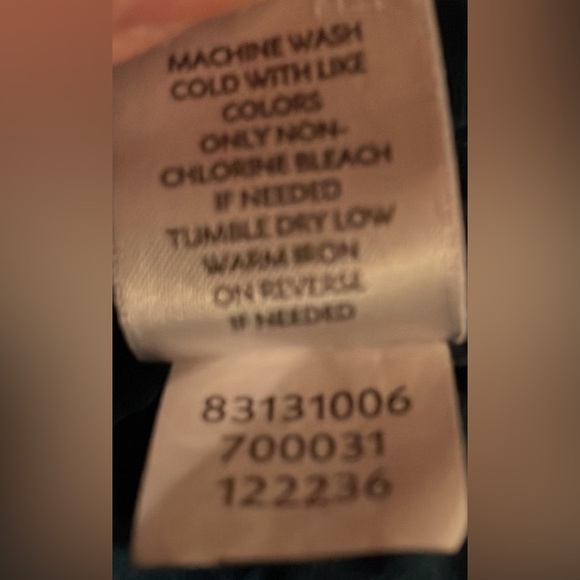 MACHINE WASH
COLD WITH LIKE
COLORS
ONLY NON-
CHLORINE BLEACH
IF NEEDED
TUMBLE DRY LOW
WARM IRON
ON REVERSE
IF NEEDED
83131006
700031
122236